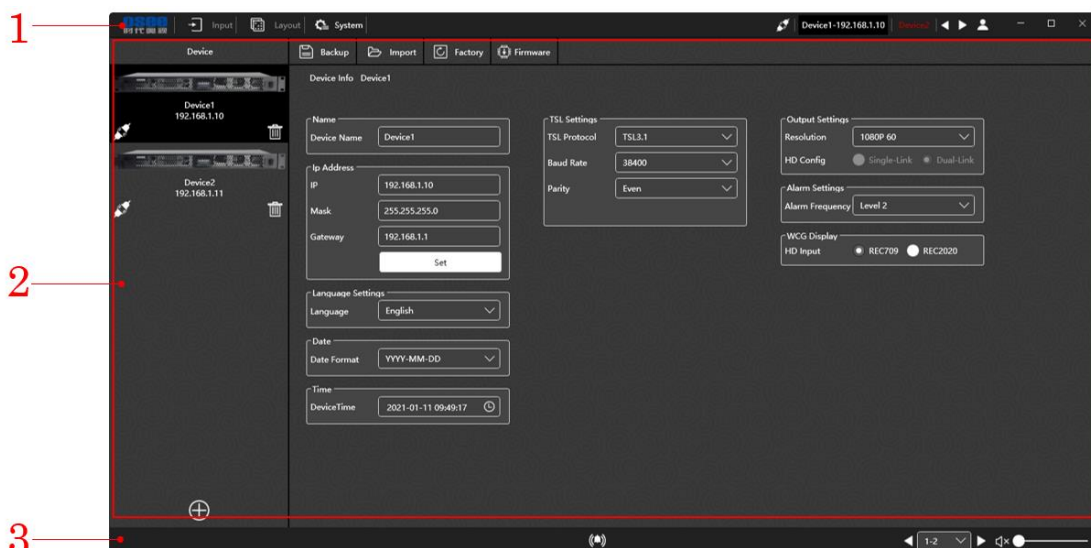 1
OSEE
时代奥视
Input
Layout
System
Device1-192.168.1.10
Device2
2
Device
Device1
192.168.1.10
Device2
192.168.1.11
Backup
Import
Factory
Firmware
Device Info Device1
Name
Device Name Device1
Ip Address
IP 192.168.1.10
Mask 255.255.255.0
Gateway 192.168.1.1
Set
Language Settings
Language English
Date
Date Format YYYY-MM-DD
Time
DeviceTime 2021-01-11 09:49:17
TSL Settings
TSL Protocol TSL3.1
Baud Rate 38400
Parity Even
Output Settings
Resolution 1080P 60
HD Config Single-Link Dual-Link
Alarm Settings
Alarm Frequency Level 2
WCG Display
HD Input REC709 REC2020
3
1-2